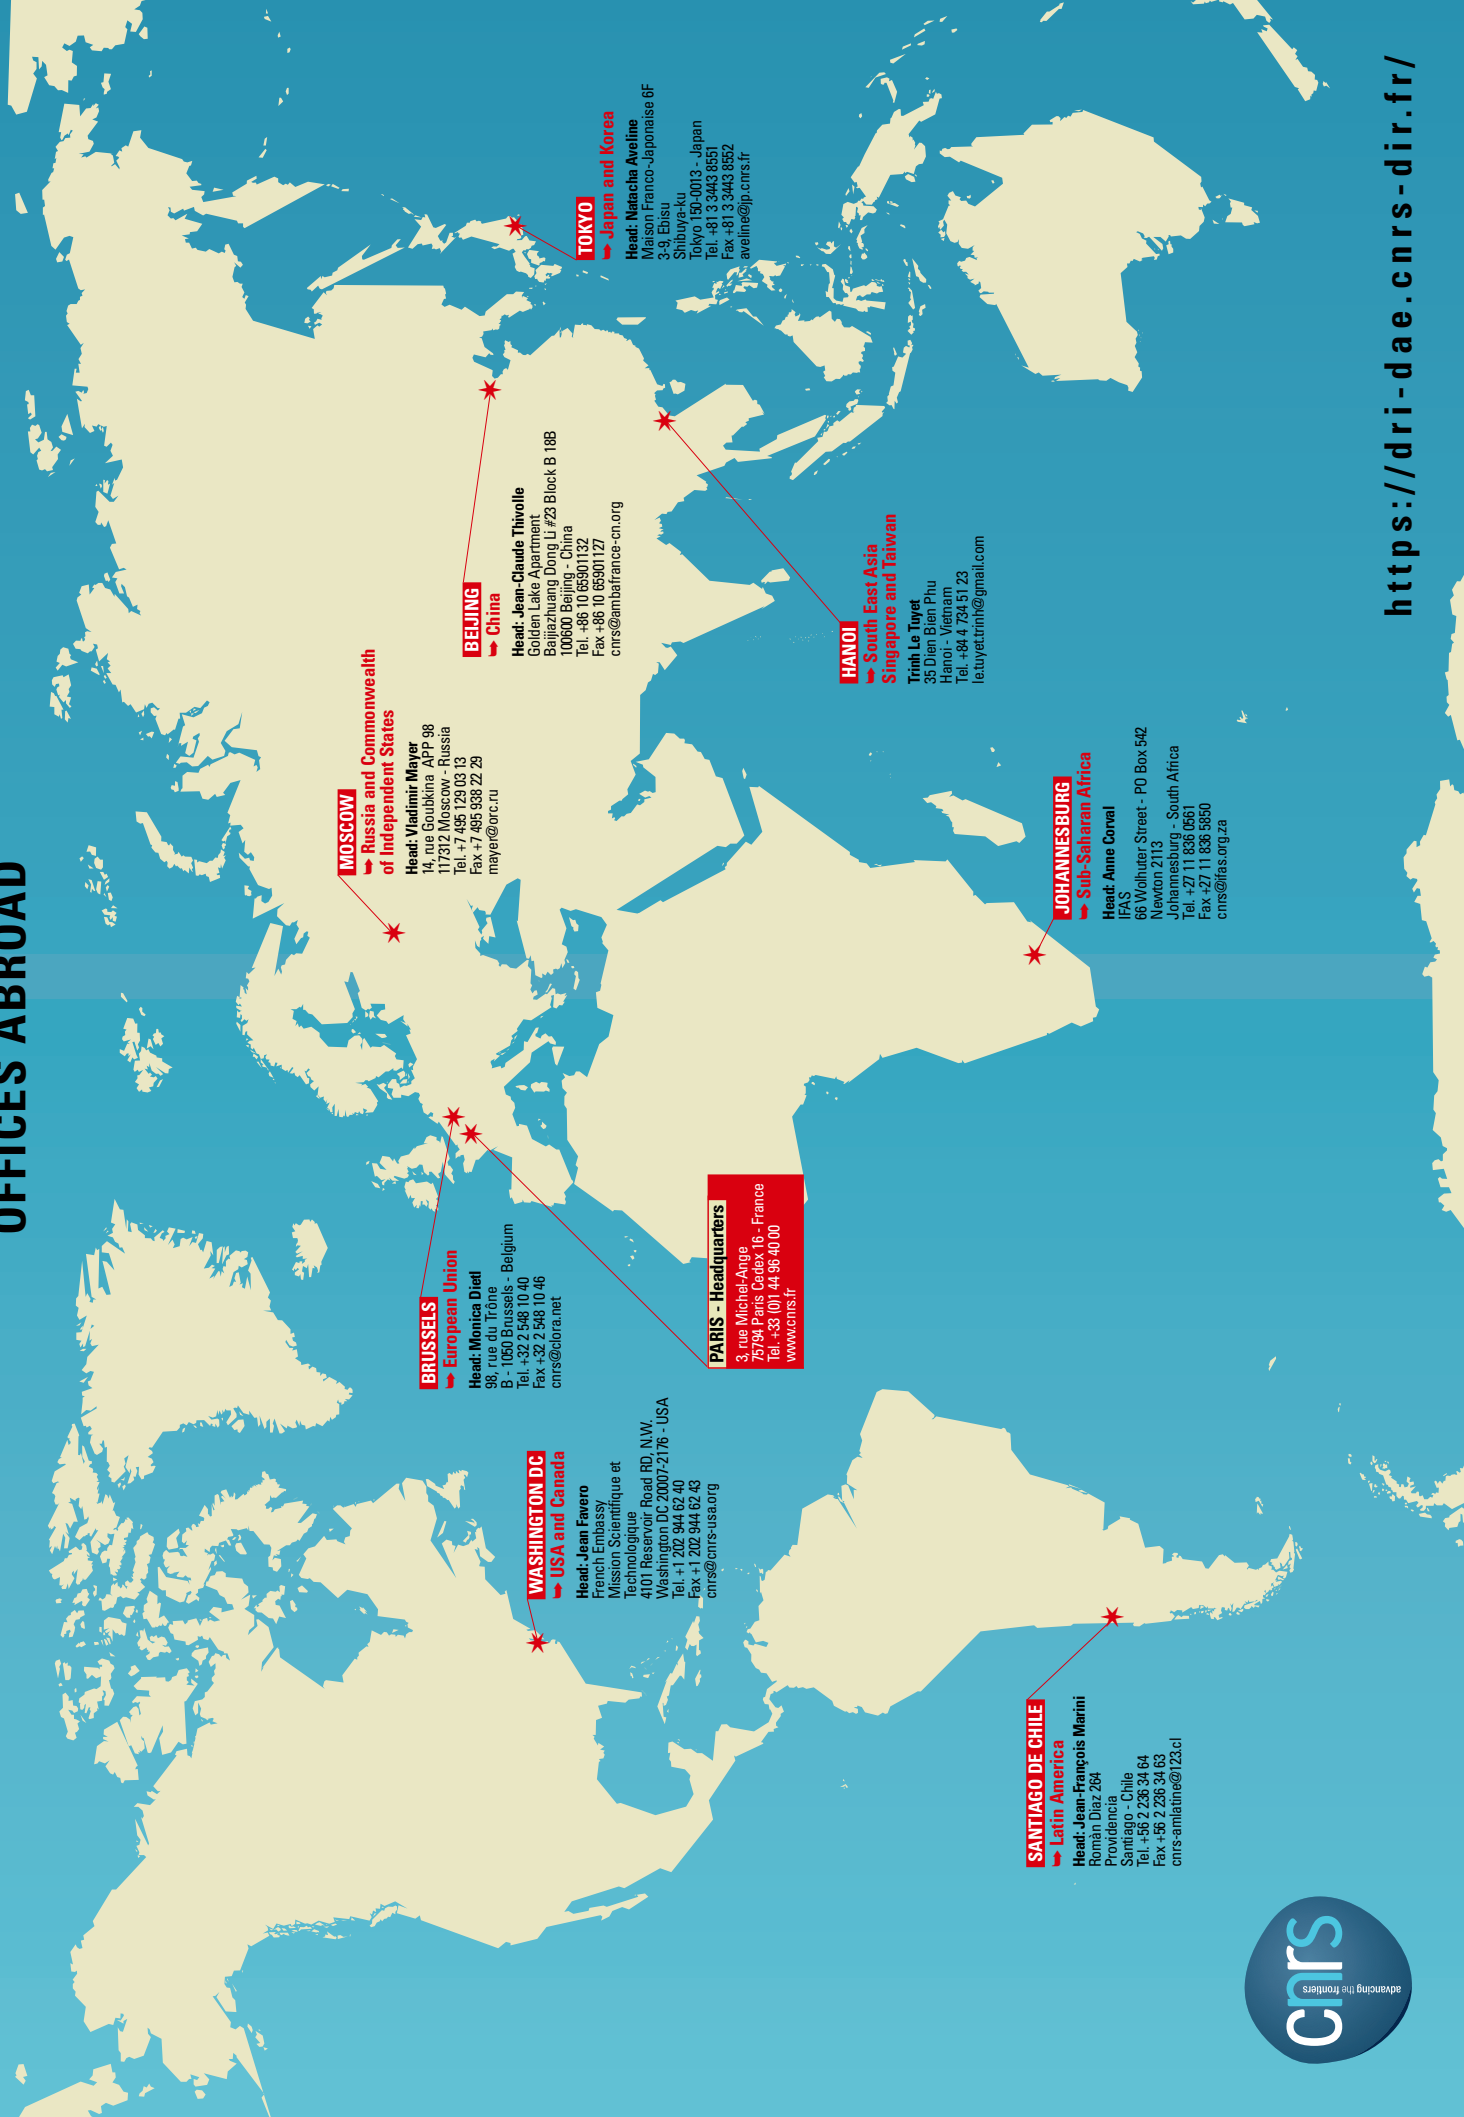 OFFICES ABROAD
MOSCOW
Russia and Commonwealth
of Independent States
Head: Vladimir Mayer
14, rue Goubkina APP 98
117312 Moscow - Russia
Tel. +7 495 129 03 13
Fax +7 495 938 22 29
mayer@orc.ru
BRUSSELS
European Union
Head: Monica Dietl
98, rue du Trône
B - 1050 Brussels - Belgium
Tel. +32 2 548 10 40
Fax +32 2 548 10 46
cnrs@clora.net
BEIJING
China
Head: Jean-Claude Thivolle
Golden Lake Apartment
Baijiazhuang Dong Li #23 Block B 18B
100600 Beijing - China
Tel. +86 10 65901132
Fax +86 10 65901127
cnrs@ambafrance-cn.org
WASHINGTON DC
USA and Canada
Head: Jean Favero
French Embassy
Mission Scientifique et
Technologique
4101 Reservoir Road RD, N.W.
Washington DC 20007-2176 - USA
Tel. +1 202 944 62 40
Fax +1 202 944 62 43
cnrs@cnrs-usa.org
TOKYO
Japan and Korea
Head: Natacha Aveline
Maison Franco-Japonaise 6F
3-9, Ebisu
Shibuya-ku
Tokyo 150-0013 - Japan
Tel. +81 3 3443 8551
Fax +81 3 3443 8552
aveline@jp.cnrs.fr
PARIS - Headquarters
3, rue Michel-Ange
75794 Paris Cedex 16 - France
Tel. +33 (0)1 44 96 40 00
www.cnrs.fr
HANOI
South East Asia
Singapore and Taiwan
Trinh Le Tuyet
35 Dien Bien Phu
Hanoi - Vietnam
Tel. +84 4 734 51 23
le.tuyet.trinh@gmail.com
SANTIAGO DE CHILE
Latin America
Head: Jean-François Marini
Romàn Diaz 264
Providencia
Santiago - Chile
Tel. +56 2 236 34 64
Fax +56 2 236 34 63
cnrs-amlatine@123.cl
JOHANNESBURG
Sub-Saharan Africa
Head: Anne Corval
IFAS
66 Wolhuter Street - PO Box 542
Newton 2113
Johannesburg - South Africa
Tel. +27 11 836 0561
Fax +27 11 836 5850
cnrs@ifas.org.za
cnrs
advancing the frontiers
https://dri-dae.cnrs-dir.fr/